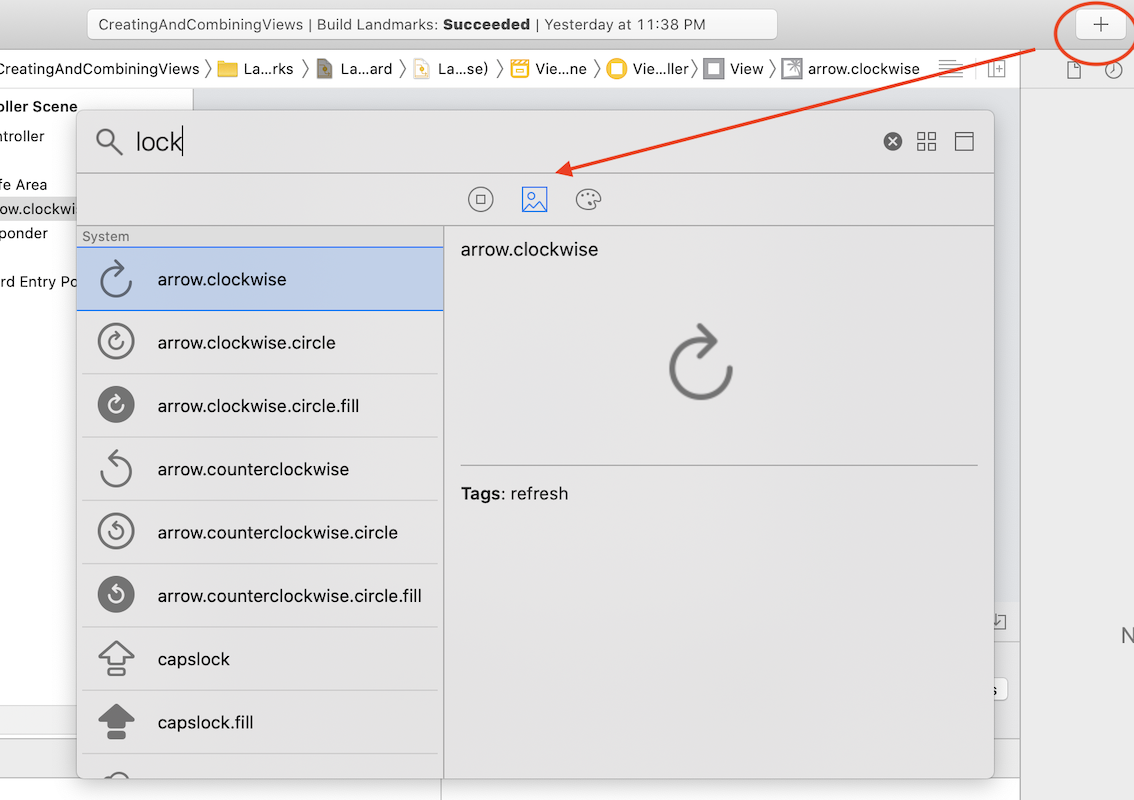 CreatingAndCombiningViews | Build Landmarks: Succeeded | Yesterday at 11:38 PM
CreatingAndCombiningViews La...rks La...ard La...se) Vie...ne Vie...ller View arrow.clockwise
oller Scene
ntroller
fe Area
ow.clockwi
ponder
rd Entry Po
lock
System
arrow.clockwise
arrow.clockwise.circle
arrow.clockwise.circle.fill
arrow.counterclockwise
arrow.counterclockwise.circle
arrow.counterclockwise.circle.fill
capslock
capslock.fill
arrow.clockwise
Tags: refresh
N
s